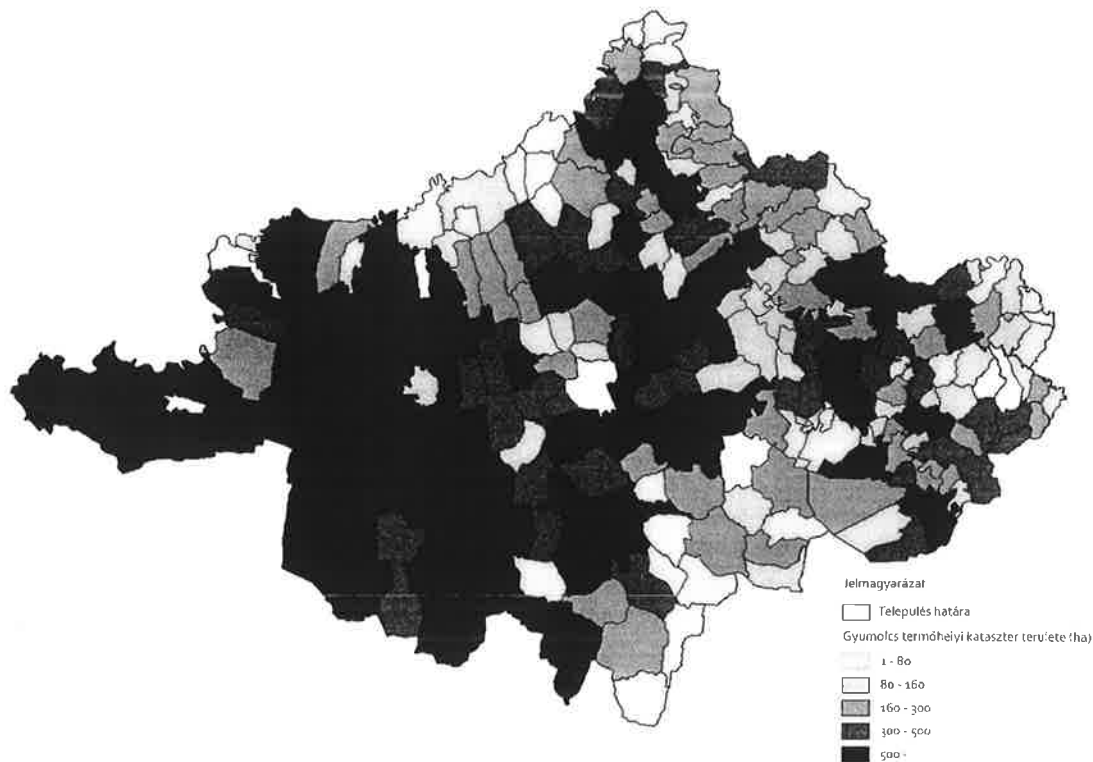 Jelmagyarázat
Település határa
Gyümölcs termőhelyi kataszter területe (ha)
1 - 80
80 - 160
160 - 300
300 - 500
500 -